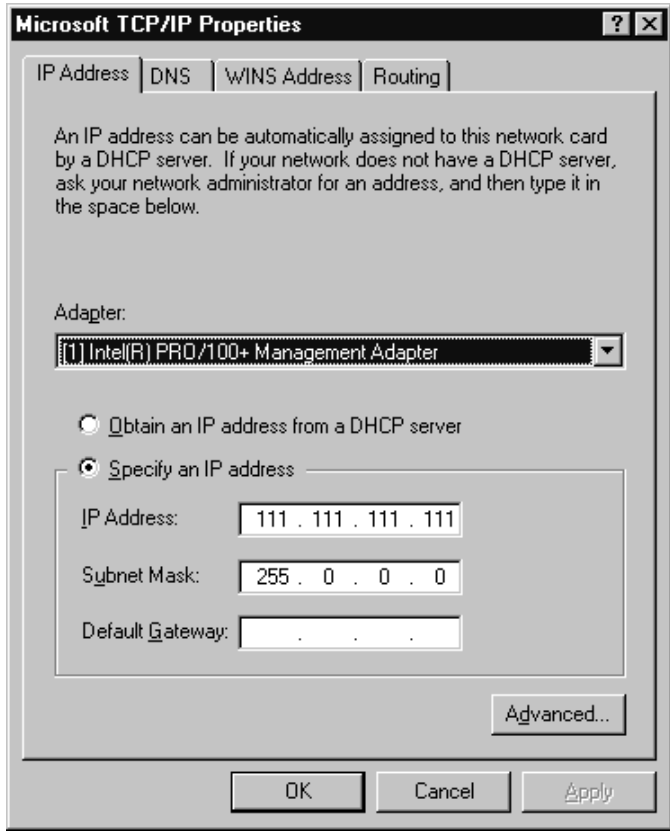 Microsoft TCP/IP Properties
IP Address DNS WINS Address Routing
An IP address can be automatically assigned to this network card
by a DHCP server. If your network does not have a DHCP server,
ask your network administrator for an address, and then type it in
the space below.
Adapter:
[1] Intel(R) PRO/100+ Management Adapter
Obtain an IP address from a DHCP server
Specify an IP address
IP Address: 111 . 111 . 111 . 111
Subnet Mask: 255 . 0 . 0 . 0
Default Gateway: . . .
Advanced...
OK Cancel Apply